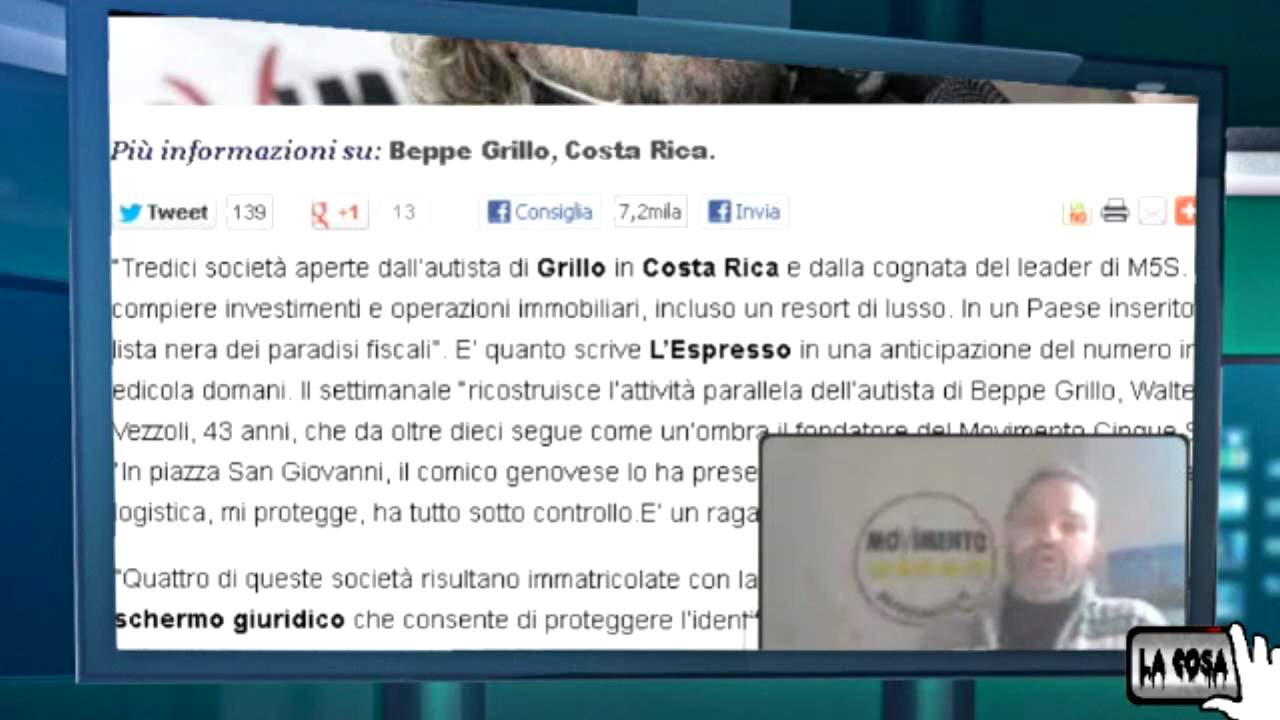 Più informazioni su: Beppe Grillo, Costa Rica.
Tweet 139 +1 13 Consiglia 7,2mila Invia
"Tredici società aperte dall'autista di Grillo in Costa Rica e dalla cognata del leader di M5S.
compiere investimenti e operazioni immobiliari, incluso un resort di lusso. In un Paese inserito
lista nera dei paradisi fiscali". E' quanto scrive L'Espresso in una anticipazione del numero in
edicola domani. Il settimanale "ricostruisce l'attività parallela dell'autista di Beppe Grillo, Walte
Vezzoli, 43 anni, che da oltre dieci segue come un'ombra il fondatore del Movimento Cinque S
"In piazza San Giovanni, il comico genovese lo ha prese
logistica, mi protegge, ha tutto sotto controllo.E' un raga
"Quattro di queste società risultano immatricolate con la
schermo giuridico che consente di proteggere l'identi
MOVIMENTO
LA COSA